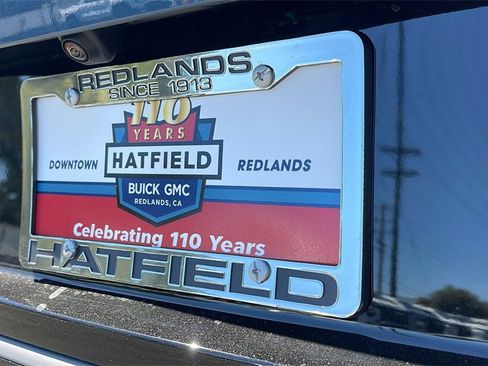 REDLANDS
SINCE 1913
110
YEARS
DOWNTOWN HATFIELD REDLANDS
BUICK GMC
REDLANDS, CA
Celebrating 110 Years
HATFIELD